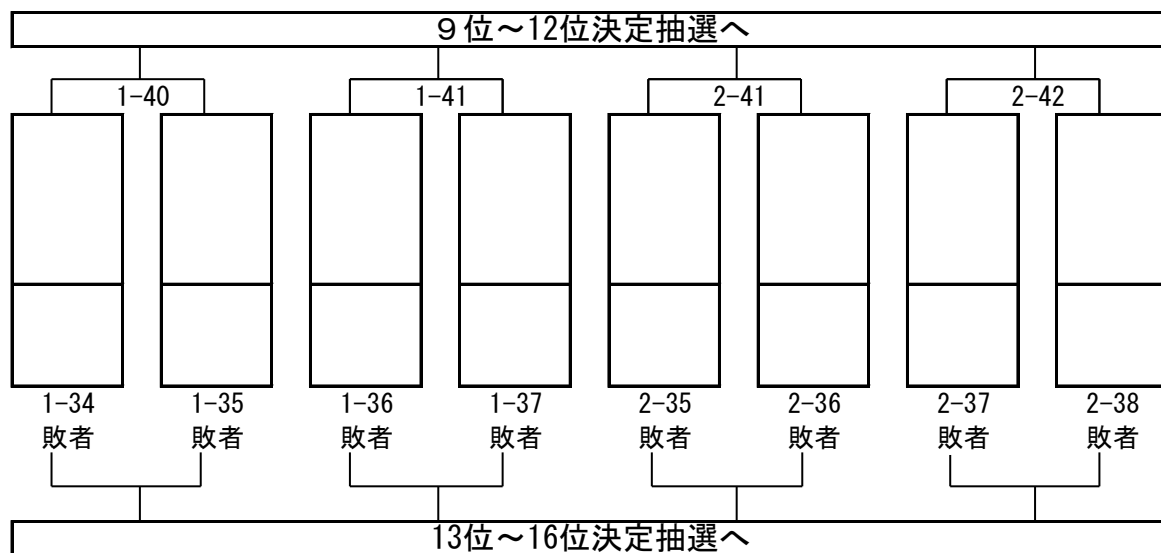 ９位～12位決定抽選へ
1-40 1-41 2-41 2-42
1-34 1-35 1-36 1-37 2-35 2-36 2-37 2-38
敗者 敗者 敗者 敗者 敗者 敗者 敗者 敗者
13位～16位決定抽選へ